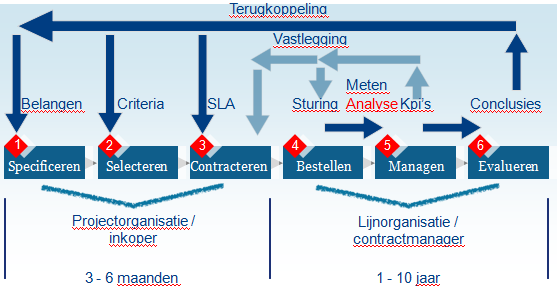 Terugkoppeling
Vastlegging
Meten
Belangen Criteria SLA Sturing Analyse Kpi's Conclusies
1 2 3 4 5 6
Specificeren Selecteren Contracteren Bestellen Managen Evalueren
Projectorganisatie / Lijnorganisatie /
inkoper contractmanager
3 - 6 maanden 1 - 10 jaar